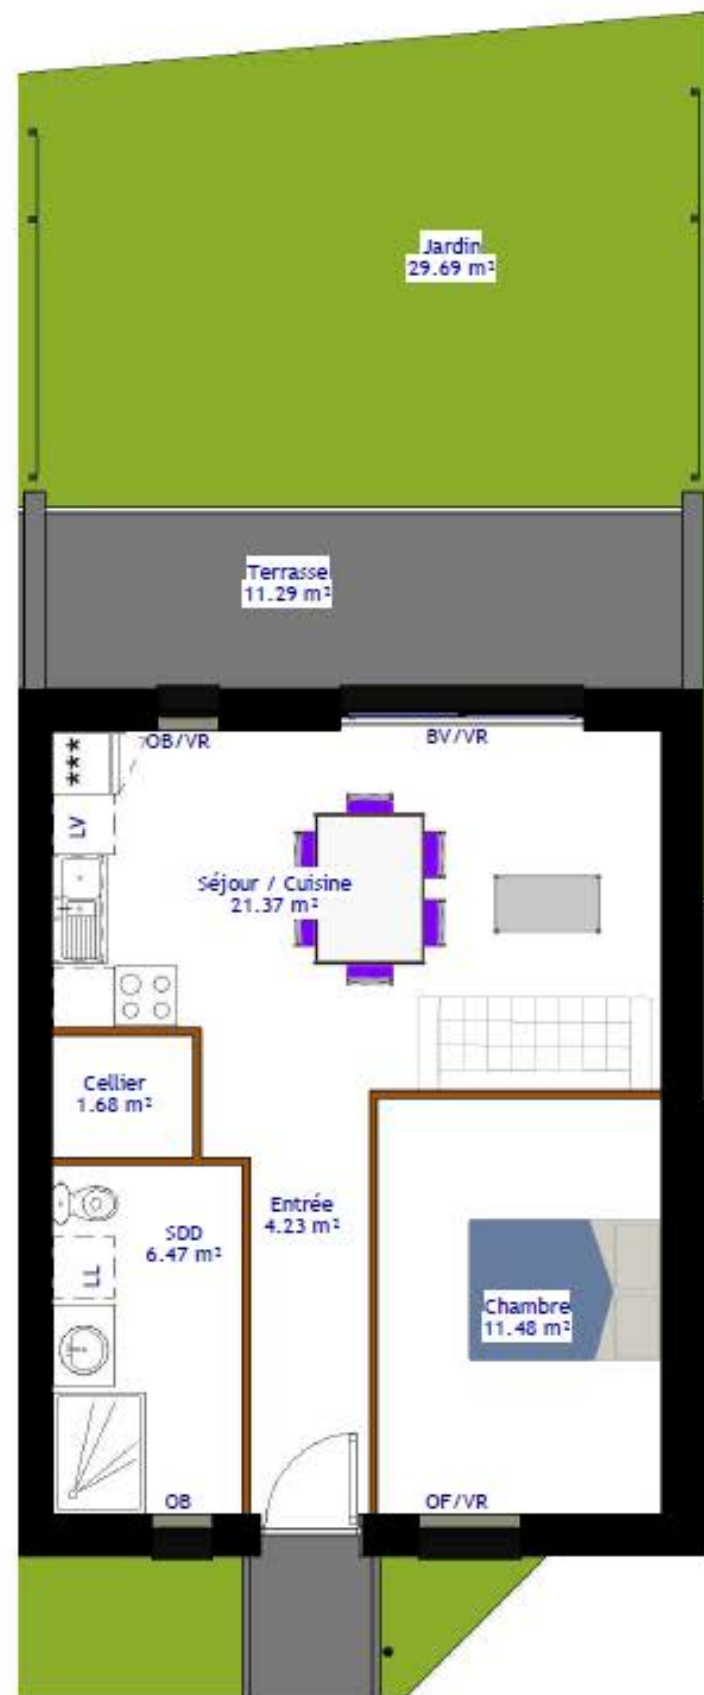 Jardin
29.69 m²
Terrasse
11.29 m²
OB/VR
BV/VR
***
LV
Séjour / Cuisine
21.37 m²
Cellier
1.68 m²
Entrée
4.23 m²
SDD
6.47 m²
LL
Chambre
11.48 m²
OB
OF/VR